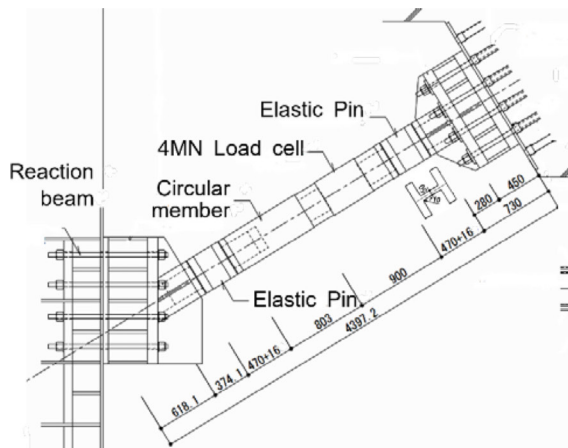 Elastic Pin
4MN Load cell
Reaction
beam
Circular
member
Elastic Pin
280
450
730
470+16
900
803
4397.2
470+16
374.1
618.1